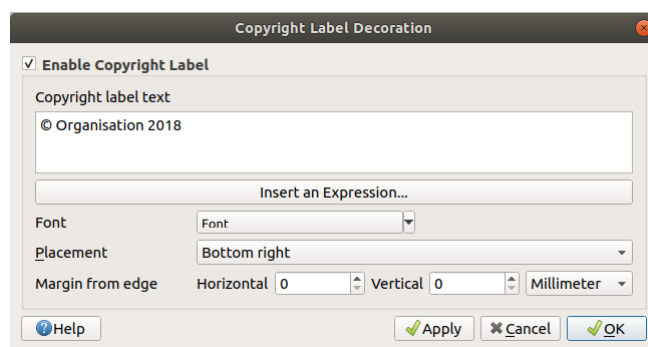 Copyright Label Decoration
Enable Copyright Label
Copyright label text
© Organisation 2018
Insert an Expression...
Font Font
Placement Bottom right
Margin from edge Horizontal 0 Vertical 0 Millimeter
Help Apply Cancel OK